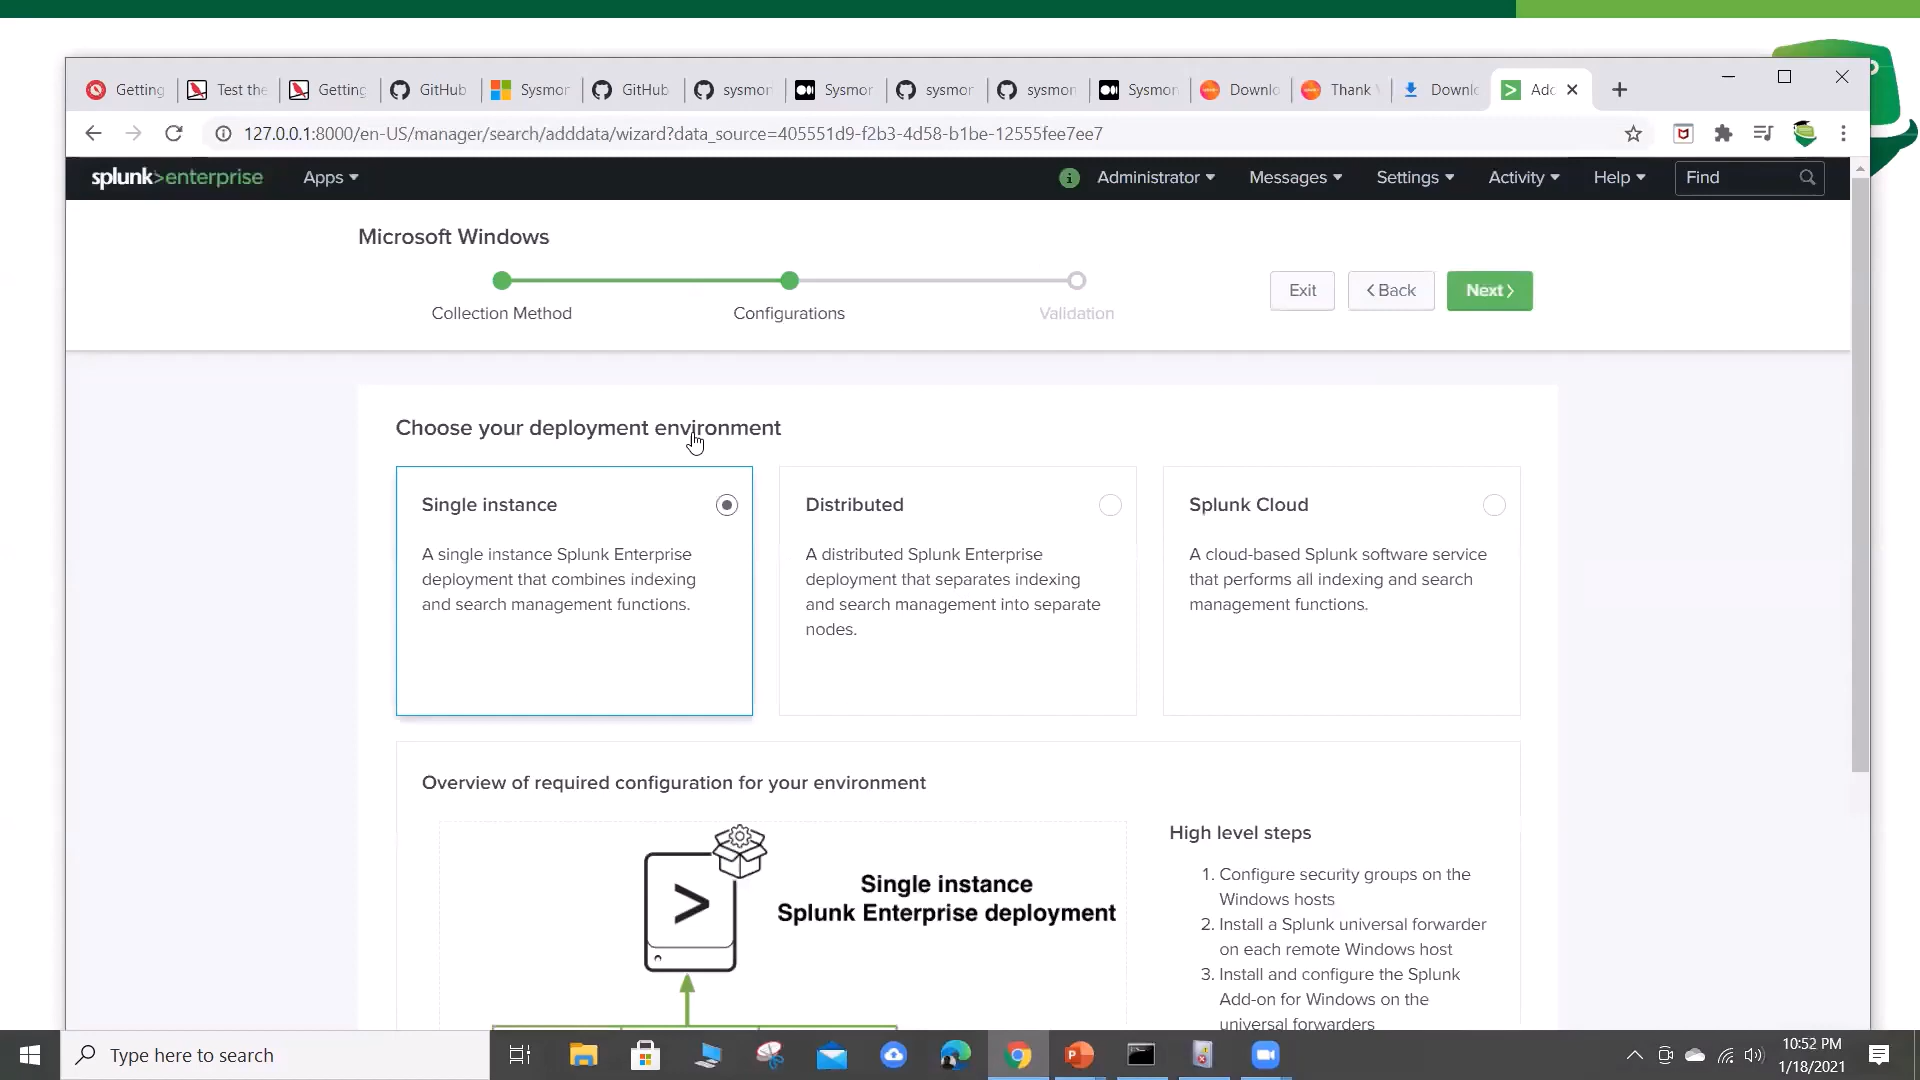 Getting
Test the
Getting
GitHub
Sysmon
GitHub
sysmon
Sysmon
sysmon
sysmon
Sysmon
Downlo
Thank
Downlo
Add
127.0.0.1:8000/en-US/manager/search/adddata/wizard?data_source=405551d9-f2b3-4d58-b1be-12555fee7ee7
splunk>enterprise
Apps
Administrator
Messages
Settings
Activity
Help
Find
Microsoft Windows
Collection Method
Configurations
Validation
Exit
Back
Next
Choose your deployment environment
Single instance
A single instance Splunk Enterprise
deployment that combines indexing
and search management functions.
Distributed
A distributed Splunk Enterprise
deployment that separates indexing
and search management into separate
nodes.
Splunk Cloud
A cloud-based Splunk software service
that performs all indexing and search
management functions.
Overview of required configuration for your environment
Single instance
Splunk Enterprise deployment
High level steps
1. Configure security groups on the
Windows hosts
2. Install a Splunk universal forwarder
on each remote Windows host
3. Install and configure the Splunk
Add-on for Windows on the
universal forwarders
Type here to search
10:52 PM
1/18/2021